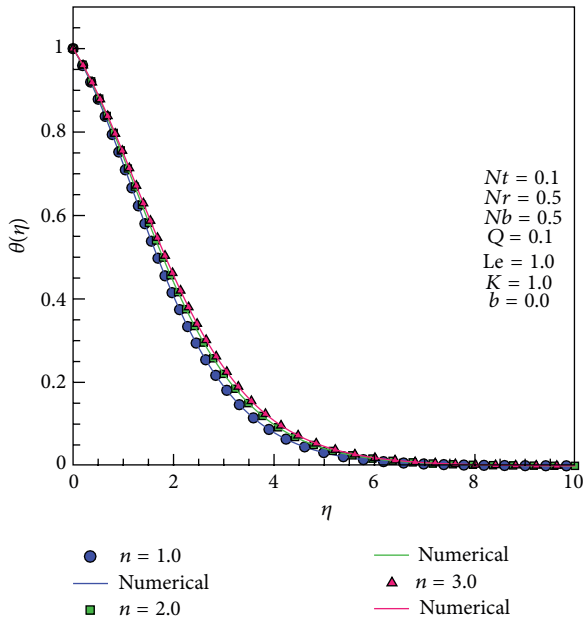 1
0.8
0.6
0.4
0.2
0
θ(η)
0 2 4 6 8 10
η
Nt = 0.1
Nr = 0.5
Nb = 0.5
Q = 0.1
Le = 1.0
K = 1.0
b = 0.0
n = 1.0
Numerical
n = 2.0
Numerical
n = 3.0
Numerical